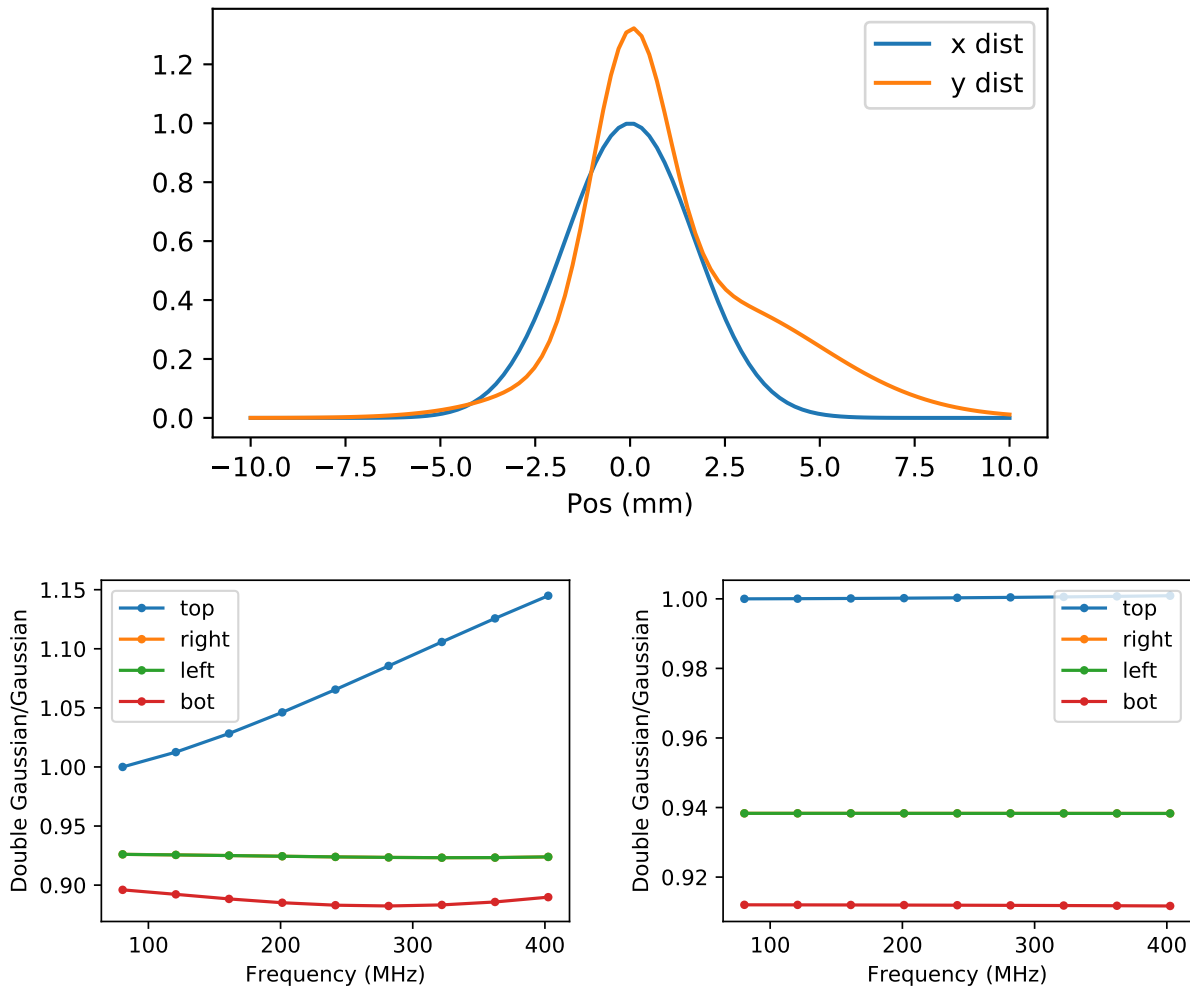 x dist
y dist
1.2
1.0
0.8
0.6
0.4
0.2
0.0
−10.0 −7.5 −5.0 −2.5 0.0 2.5 5.0 7.5 10.0
Pos (mm)
Double Gaussian/Gaussian
1.15
1.10
1.05
1.00
0.95
0.90
top
right
left
bot
100 200 300 400
Frequency (MHz)
Double Gaussian/Gaussian
1.00
0.98
0.96
0.94
0.92
top
right
left
bot
100 200 300 400
Frequency (MHz)